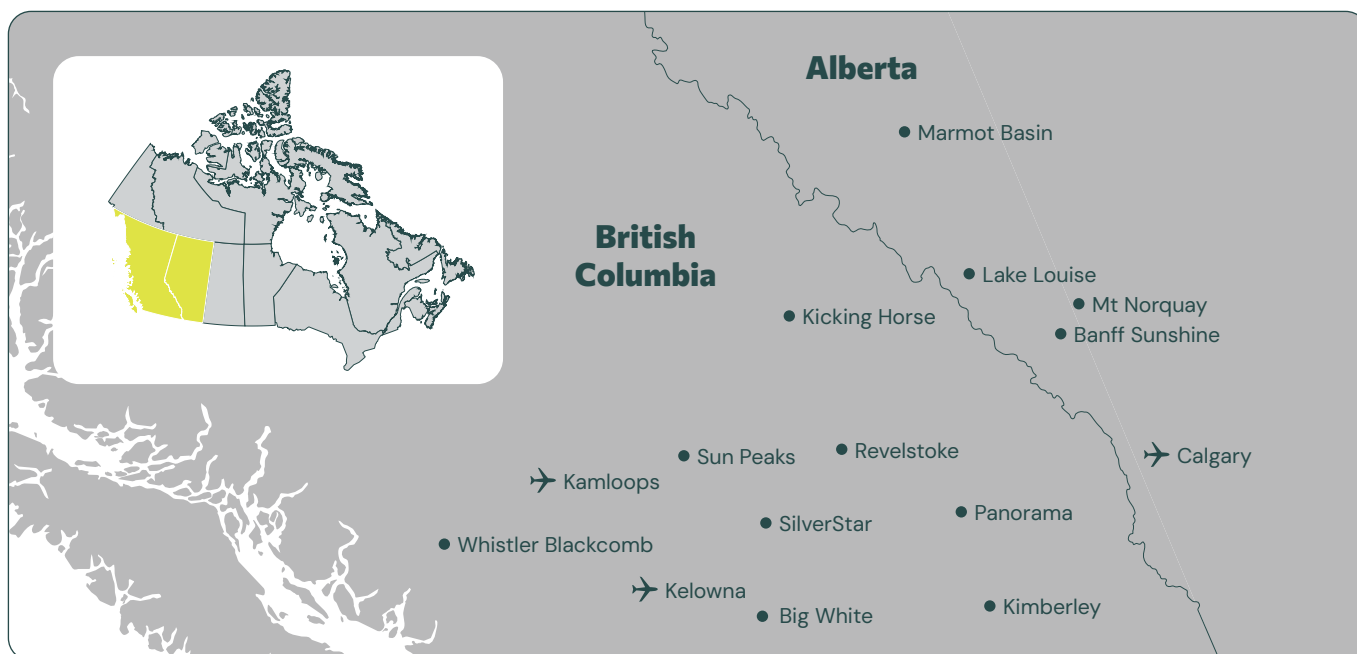 Alberta
Marmot Basin
British
Columbia
Lake Louise
Mt Norquay
Kicking Horse
Banff Sunshine
Revelstoke
Sun Peaks
Calgary
Kamloops
Panorama
SilverStar
Whistler Blackcomb
Kelowna
Kimberley
Big White